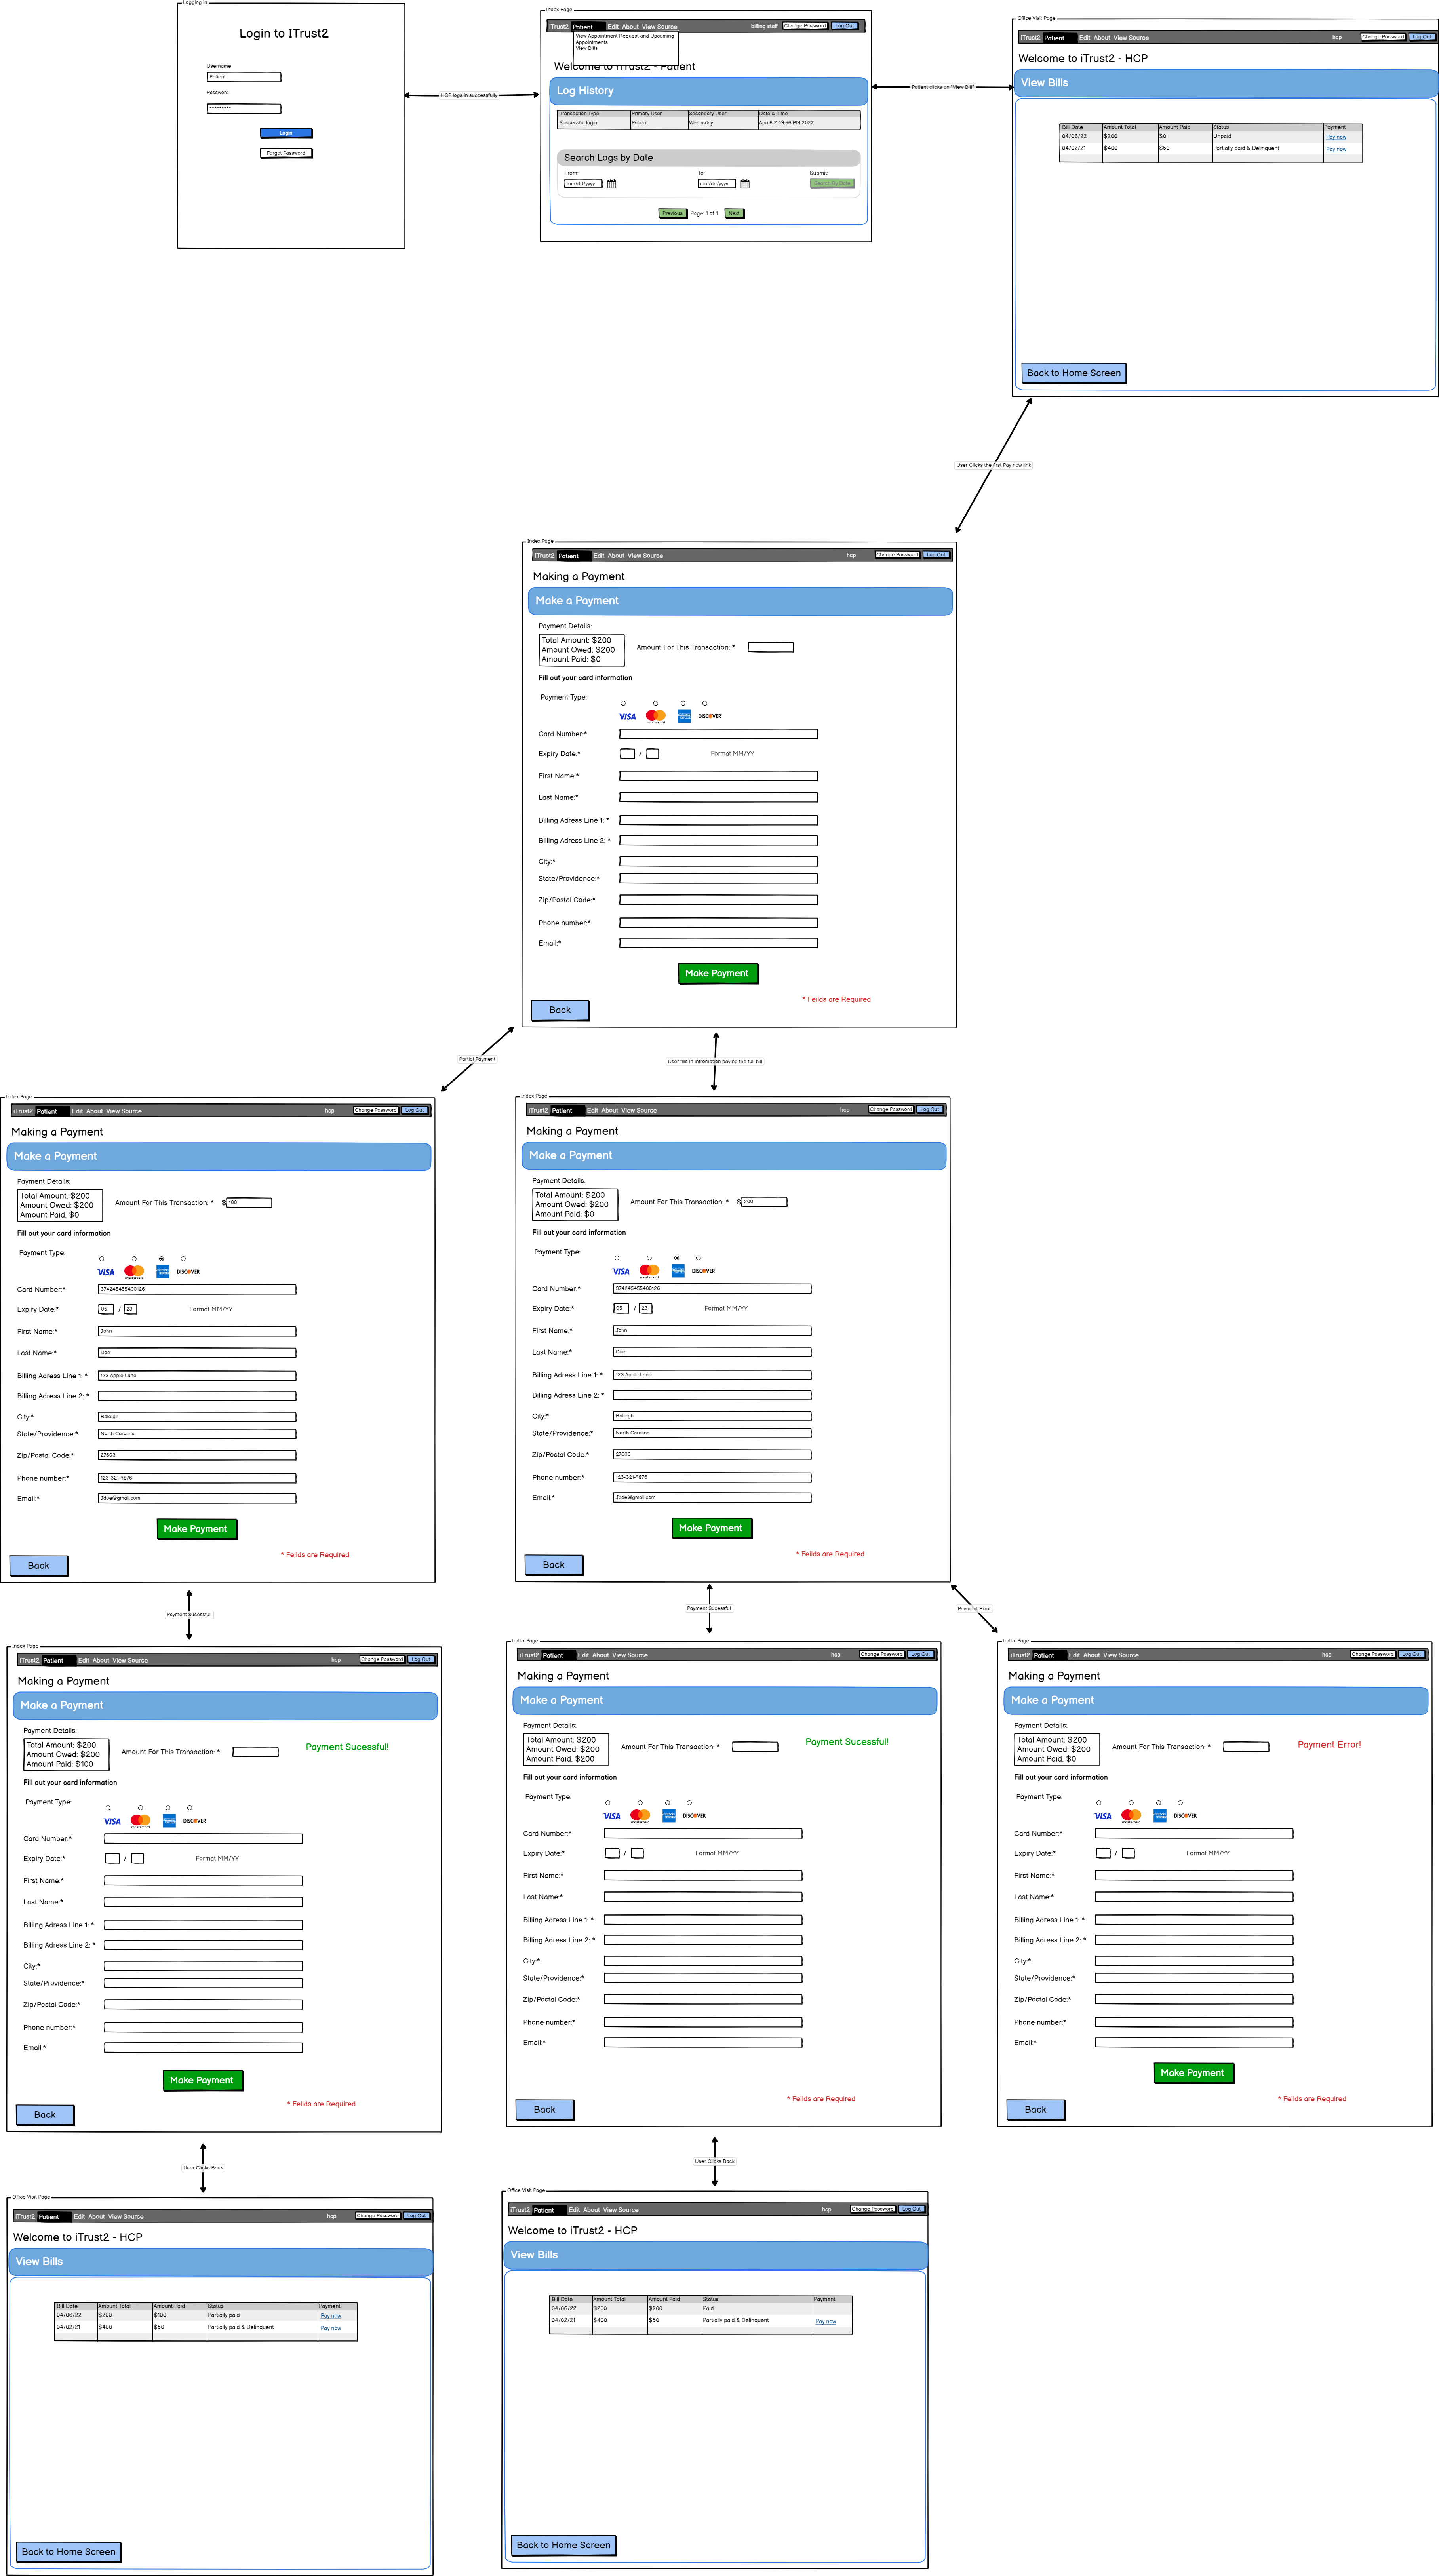 Logging in
Login to ITrust2
Username
Patient
Password
*********
Login
Forgot Password
HCP logs in successfully
Index Page
iTrust2 Patient Edit About View Source billing staff Change Password Log Out
View Appointment Request and Upcoming
Appointments
View Bills
Welcome to iTrust2 - Patient
Log History
Transaction Type Primary User Secondary User Date & Time
Successful login Patient Wednsday April6 2:49:56 PM 2022
Search Logs by Date
From: To: Submit:
mm/dd/yyyy mm/dd/yyyy Search By Date
Previous Page: 1 of 1 Next
Patient clicks on "View Bill"
Office Visit Page
iTrust2 Patient Edit About View Source hcp Change Password Log Out
Welcome to iTrust2 - HCP
View Bills
Bill Date Amount Total Amount Paid Status Payment
04/06/22 $200 $0 Unpaid Pay now
04/02/21 $400 $50 Partially paid & Delinquent Pay now
Back to Home Screen
User Clicks the first Pay now link
Index Page
iTrust2 Patient Edit About View Source hcp Change Password Log Out
Making a Payment
Make a Payment
Payment Details:
Total Amount: $200
Amount Owed: $200
Amount Paid: $0
Amount For This Transaction: *
Fill out your card information
Payment Type:
VISA DISCOVER
Card Number:*
Expiry Date:* / Format MM/YY
First Name:*
Last Name:*
Billing Adress Line 1: *
Billing Adress Line 2: *
City:*
State/Providence:*
Zip/Postal Code:*
Phone number:*
Email:*
Make Payment
* Feilds are Required
Back
Partial Payment
User fills in infromation paying the full bill
Index Page
iTrust2 Patient Edit About View Source hcp Change Password Log Out
Making a Payment
Make a Payment
Payment Details:
Total Amount: $200
Amount Owed: $200
Amount Paid: $0
Amount For This Transaction: * $ 100
Fill out your card information
Payment Type:
VISA DISCOVER
Card Number:* 374245455400126
Expiry Date:* 05 / 23 Format MM/YY
First Name:* John
Last Name:* Doe
Billing Adress Line 1: * 123 Apple Lane
Billing Adress Line 2: *
City:* Raleigh
State/Providence:* North Carolina
Zip/Postal Code:* 27603
Phone number:* 123-321-9876
Email:* Jdoe@gmail.com
Make Payment
* Feilds are Required
Back
Index Page
iTrust2 Patient Edit About View Source hcp Change Password Log Out
Making a Payment
Make a Payment
Payment Details:
Total Amount: $200
Amount Owed: $200
Amount Paid: $0
Amount For This Transaction: * $ 200
Fill out your card information
Payment Type:
VISA DISCOVER
Card Number:* 374245455400126
Expiry Date:* 05 / 23 Format MM/YY
First Name:* John
Last Name:* Doe
Billing Adress Line 1: * 123 Apple Lane
Billing Adress Line 2: *
City:* Raleigh
State/Providence:* North Carolina
Zip/Postal Code:* 27603
Phone number:* 123-321-9876
Email:* Jdoe@gmail.com
Make Payment
* Feilds are Required
Back
Payment Sucessful
Payment Sucessful
Payment Error
Index Page
iTrust2 Patient Edit About View Source hcp Change Password Log Out
Making a Payment
Make a Payment
Payment Details:
Total Amount: $200
Amount Owed: $200
Amount Paid: $100
Amount For This Transaction: *
Payment Sucessful!
Fill out your card information
Payment Type:
VISA DISCOVER
Card Number:*
Expiry Date:* / Format MM/YY
First Name:*
Last Name:*
Billing Adress Line 1: *
Billing Adress Line 2: *
City:*
State/Providence:*
Zip/Postal Code:*
Phone number:*
Email:*
Make Payment
* Feilds are Required
Back
Index Page
iTrust2 Patient Edit About View Source hcp Change Password Log Out
Making a Payment
Make a Payment
Payment Details:
Total Amount: $200
Amount Owed: $200
Amount Paid: $200
Amount For This Transaction: *
Payment Sucessful!
Fill out your card information
Payment Type:
VISA DISCOVER
Card Number:*
Expiry Date:* / Format MM/YY
First Name:*
Last Name:*
Billing Adress Line 1: *
Billing Adress Line 2: *
City:*
State/Providence:*
Zip/Postal Code:*
Phone number:*
Email:*
* Feilds are Required
Back
Index Page
iTrust2 Patient Edit About View Source hcp Change Password Log Out
Making a Payment
Make a Payment
Payment Details:
Total Amount: $200
Amount Owed: $200
Amount Paid: $0
Amount For This Transaction: *
Payment Error!
Fill out your card information
Payment Type:
VISA DISCOVER
Card Number:*
Expiry Date:* / Format MM/YY
First Name:*
Last Name:*
Billing Adress Line 1: *
Billing Adress Line 2: *
City:*
State/Providence:*
Zip/Postal Code:*
Phone number:*
Email:*
Make Payment
* Feilds are Required
Back
User Clicks Back
User Clicks Back
Office Visit Page
iTrust2 Patient Edit About View Source hcp Change Password Log Out
Welcome to iTrust2 - HCP
View Bills
Bill Date Amount Total Amount Paid Status Payment
04/06/22 $200 $100 Partially paid Pay now
04/02/21 $400 $50 Partially paid & Delinquent Pay now
Back to Home Screen
Office Visit Page
iTrust2 Patient Edit About View Source hcp Change Password Log Out
Welcome to iTrust2 - HCP
View Bills
Bill Date Amount Total Amount Paid Status Payment
04/06/22 $200 $200 Paid
04/02/21 $400 $50 Partially paid & Delinquent Pay now
Back to Home Screen